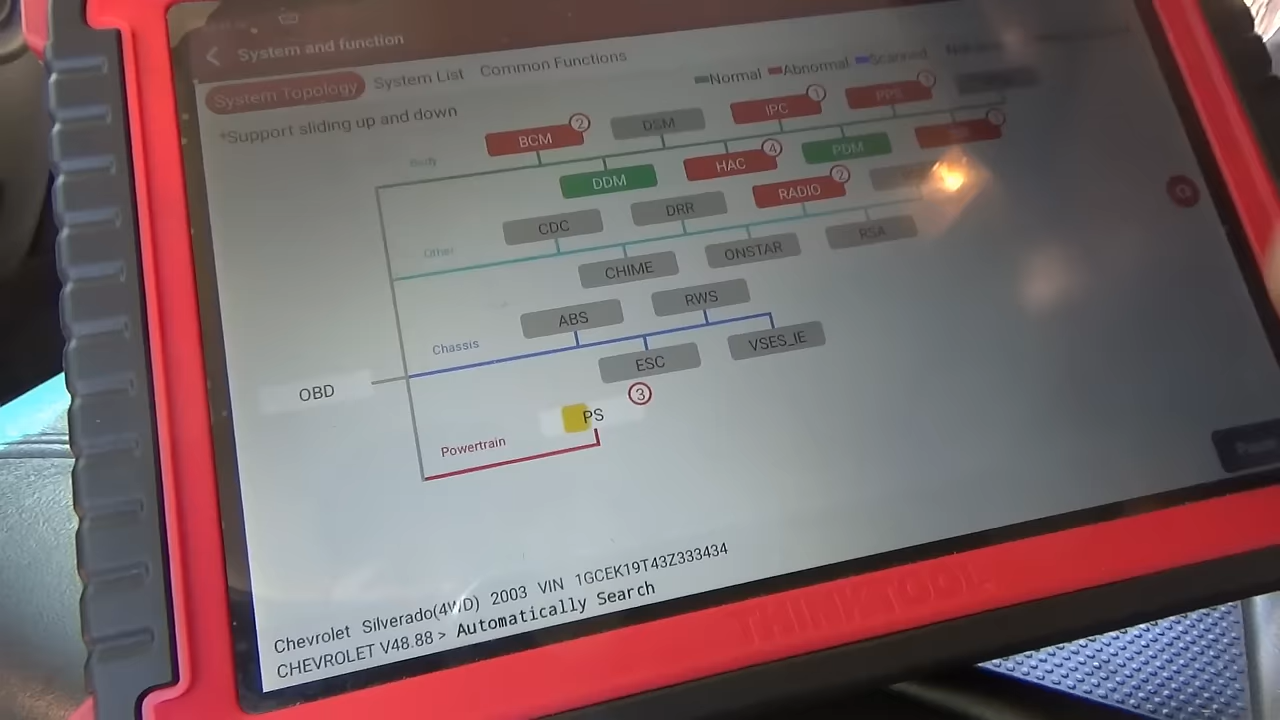 System and function
System Topology System List Common Functions
Normal Abnormal Scanned
*Support sliding up and down
Body
BCM 2 DSM IPC 1 PPS
DDM HAC 4 PDM
Other
CDC DRR RADIO 2
CHIME ONSTAR RSA
Chassis
ABS RWS
ESC VSES_IE
OBD
PS 3
Powertrain
Chevrolet Silverado(4WD) 2003 VIN 1GCEK19T43Z333434
CHEVROLET V48.88 > Automatically Search
THINKTOOL